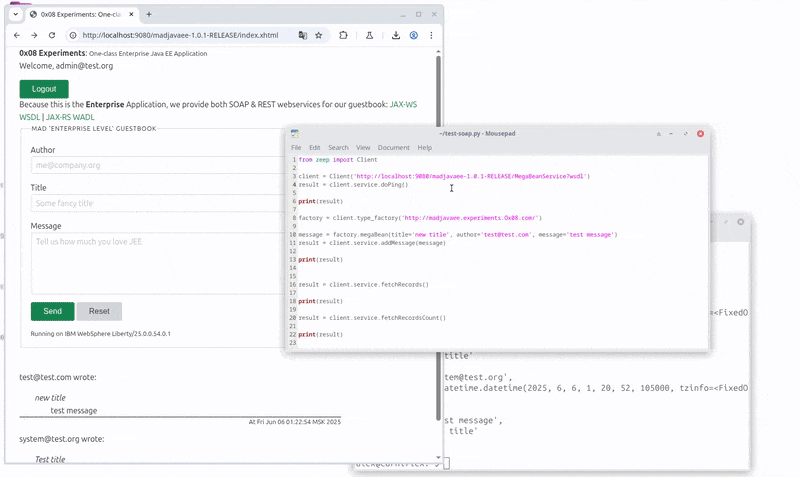 0x08 Experiments: One-clas
http://localhost:9080/madjavaee-1.0.1-RELEASE/index.xhtml
0x08 Experiments: One-class Enterprise Java EE Application
Welcome, admin@test.org
Logout
Because this is the Enterprise Application, we provide both SOAP & REST webservices for our guestbook: JAX-WS
WSDL | JAX-RS WADL
MAD 'ENTERPRISE LEVEL' GUESTBOOK
Author
me@company.org
Title
Some fancy title
Message
Tell us how much you love JEE
Send Reset
Running on IBM WebSphere Liberty/25.0.0.54.0.1
test@test.com wrote:
new title
test message
At Fri Jun 06 01:22:54 MSK 2025
system@test.org wrote:
Test title
~/test-soap.py - Mousepad
File Edit Search View Document Help
1 from zeep import Client
2
3 client = Client('http://localhost:9080/madjavaee-1.0.1-RELEASE/MegaBeanService?wsdl')
4 result = client.service.doPing()
5
6 print(result)
7
8 factory = client.type_factory('http://madjavaee.experiments.0x08.com/')
9
10 message = factory.megaBean(title='new title', author='test@test.com', message='test message')
11 result = client.service.addMessage(message)
12
13 print(result)
14
15
16 result = client.service.fetchRecords()
17
18 print(result)
19
20 result = client.service.fetchRecordsCount()
21
22 print(result)
23
=<FixedO
title'
tem@test.org',
atetime.datetime(2025, 6, 6, 1, 20, 52, 105000, tzinfo=<FixedO
st message',
title'